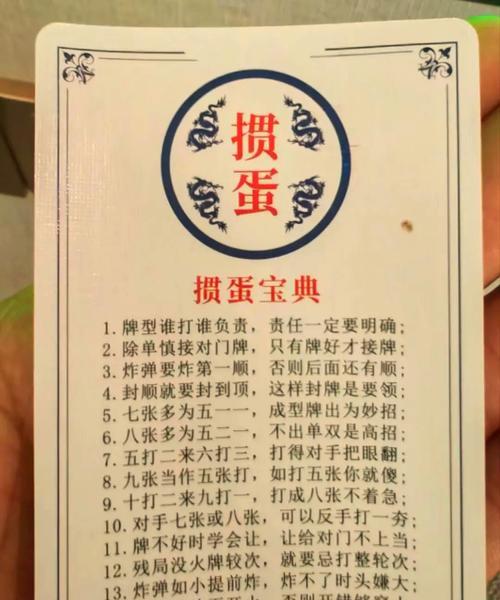 掼
蛋
掼蛋宝典
1. 牌型谁打谁负责，责任一定要明确；
2. 除单慎接对门牌，只有牌好才接牌；
3. 炸弹要炸第一顺，否则后面还有顺；
4. 封顺就要封到顶，这样封牌是要领；
5. 七张多为五一一，成型牌出为妙招；
6. 八张多为五二一，不出单双是高招；
7. 五打二来六打三，打得对手把眼翻；
8. 九张当作五张打，如打五张你就傻；
9. 十打二来九打一，打成八张不着急；
10. 对手七张或八张，可以反手打一夯；
11. 牌不好时学会让，让给对门不上当；
12. 残局没火牌较次，就要忌打整轮次；
13. 炸弹如小提前炸，炸不了时头嫌大；